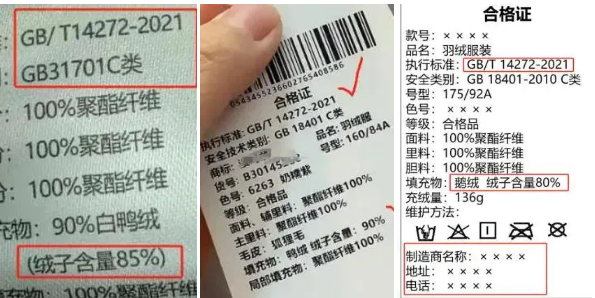 GB/T14272-2021
GB31701C类
100%聚酯纤维
100%聚酯纤维
100%聚酯纤维
100%聚酯纤维
充物: 90%白鸭绒
(绒子含量85%)
100%聚酯纤维
合格证
执行标准: GB/T 14272-2021
安全技术类别: GB 18401 C类
商标:
品名: 羽绒服
号型: 160/84A
货号: B30145
色号: 6263 奶糯紫
等级: 合格品
面料、辅里料: 聚酯纤维100%
主里料: 聚酯纤维100%
毛皮: 狐狸毛
填充物: 鸭绒 绒子含量: 90%
局部填充物: 聚酯纤维100%
合格证
款号: ××××
品名: 羽绒服装
执行标准: GB/T 14272-2021
安全类别: GB 18401-2010 C类
号型: 175/92A
色号: ××××
等级: 合格品
面料: 100%聚酯纤维
里料: 100%聚酯纤维
胆料: 100%聚酯纤维
填充物: 鹅绒 绒子含量80%
充绒量: 136g
维护方法:
制造商名称: ××××
地址: ××××
电话: ××××